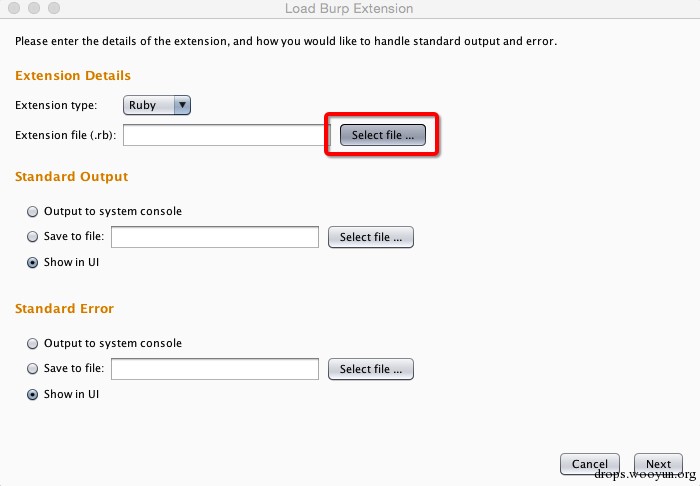 Load Burp Extension
Please enter the details of the extension, and how you would like to handle standard output and error.
Extension Details
Extension type: Ruby
Extension file (.rb): Select file ...
Standard Output
Output to system console
Save to file: Select file ...
Show in UI
Standard Error
Output to system console
Save to file: Select file ...
Show in UI
Cancel Next
drops.wooyun.org